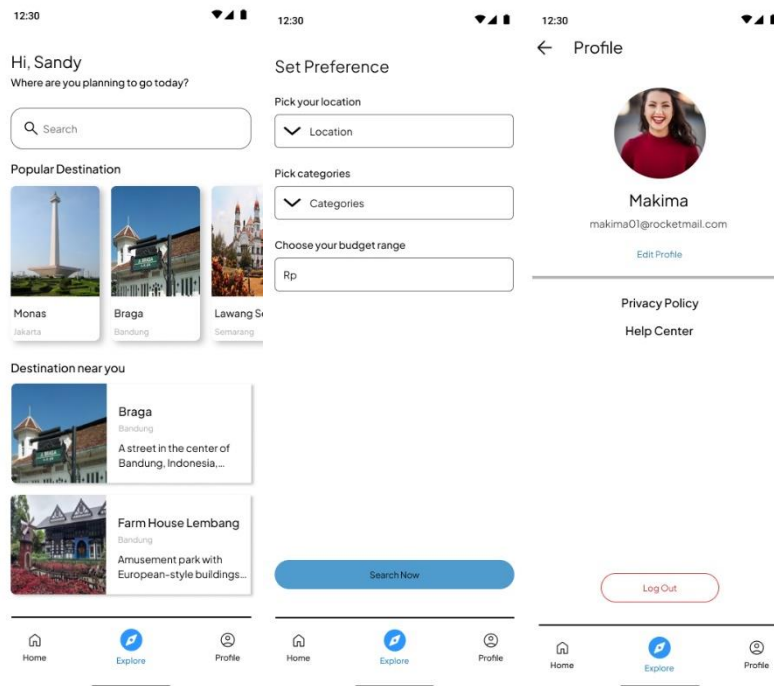 12:30
Hi, Sandy
Where are you planning to go today?
Search
Popular Destination
Monas
Jakarta
Braga
Bandung
Lawang Se
Semarang
Destination near you
Braga
Bandung
A street in the center of
Bandung, Indonesia,...
Farm House Lembang
Bandung
Amusement park with
European-style buildings...
Home
Explore
Profile
12:30
Set Preference
Pick your location
Location
Pick categories
Categories
Choose your budget range
Rp
Search Now
Home
Explore
Profile
12:30
Profile
Makima
makima01@rocketmail.com
Edit Profile
Privacy Policy
Help Center
Log Out
Home
Explore
Profile